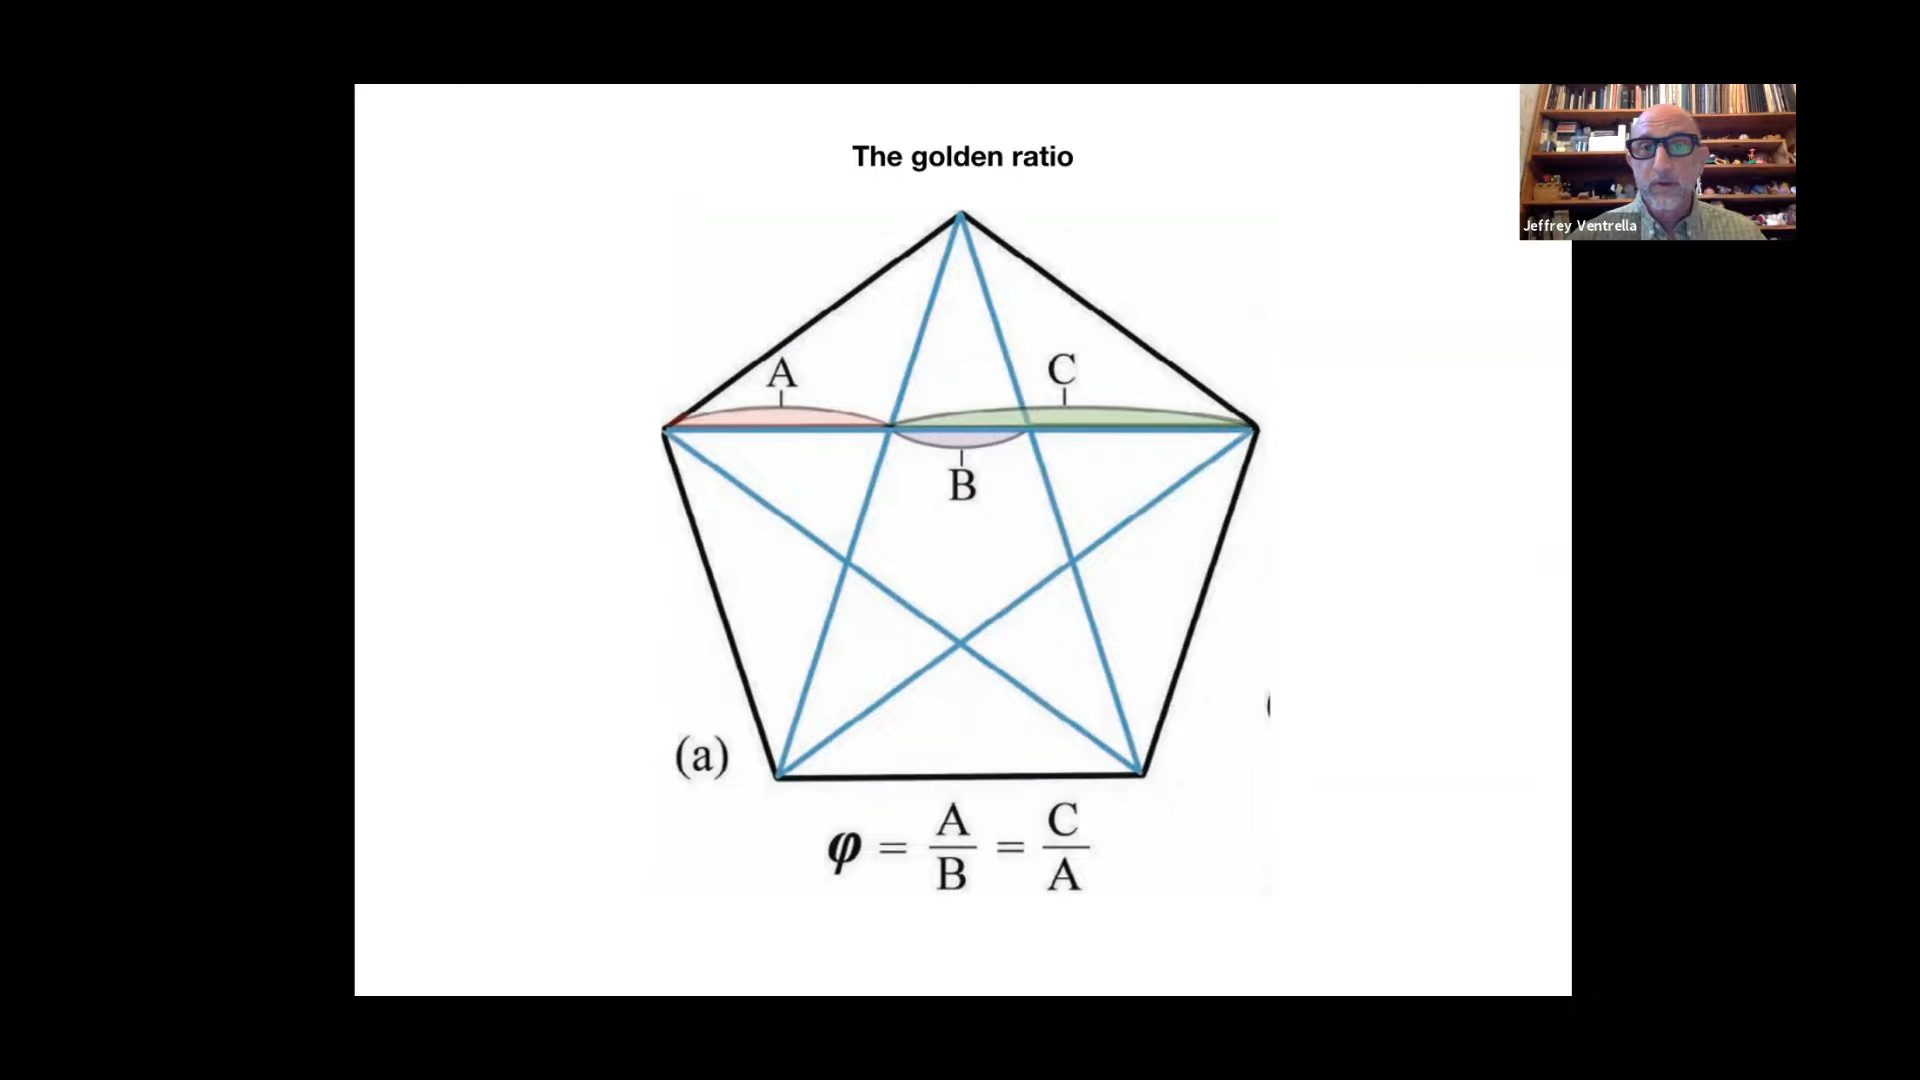 The golden ratio
Jeffrey Ventrella
A
C
B
(a)
φ = A/B = C/A